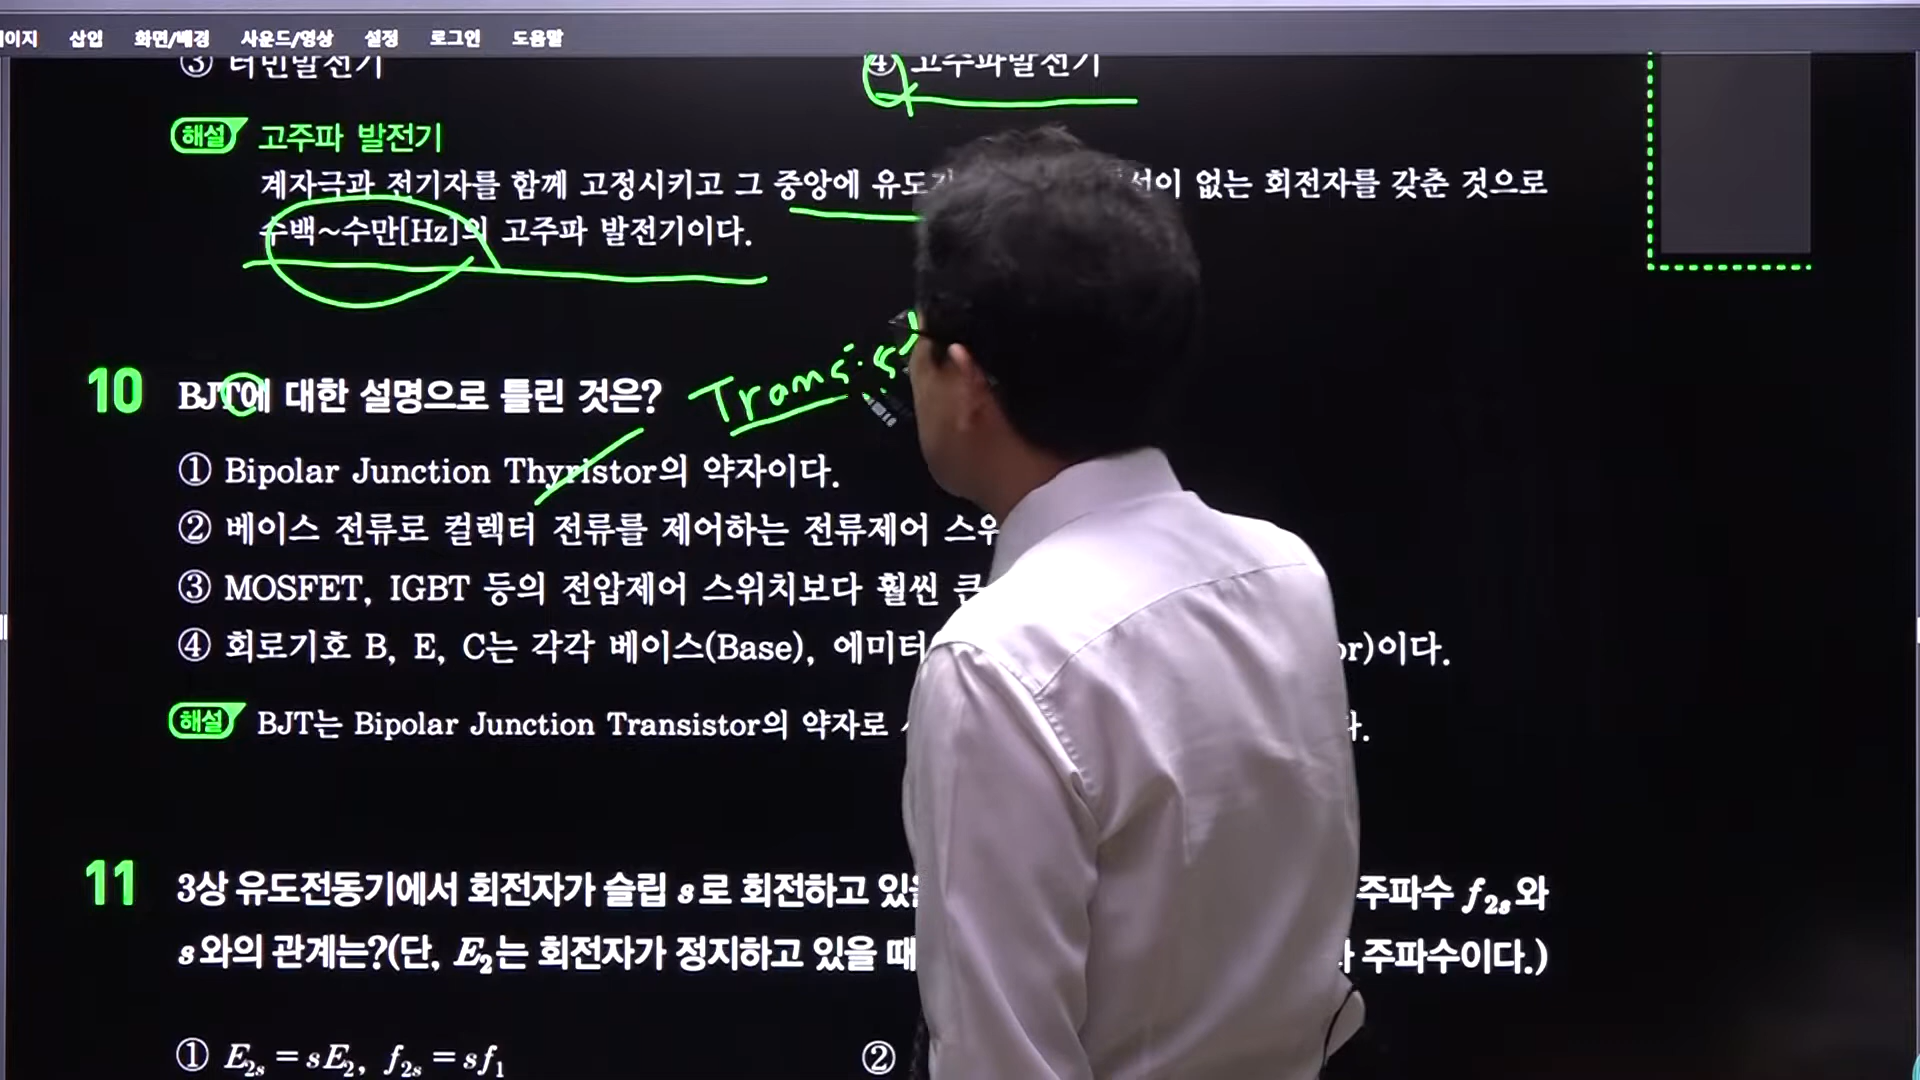 삽입 화면/배경 사운드/영상 설정 로그인 도움말
③ 터빈발전기 ④ 고주파발전기
해설 고주파 발전기
계자극과 전기자를 함께 고정시키고 그 중앙에 유도 없는 회전자를 갖춘 것으로
수백~수만[Hz]의 고주파 발전기이다.
10 BJT에 대한 설명으로 틀린 것은? Transis
① Bipolar Junction Thyristor의 약자이다.
② 베이스 전류로 컬렉터 전류를 제어하는 전류제어 스위
③ MOSFET, IGBT 등의 전압제어 스위치보다 훨씬 큰
④ 회로기호 B, E, C는 각각 베이스(Base), 에미터 or)이다.
해설 BJT는 Bipolar Junction Transistor의 약자로
11 3상 유도전동기에서 회전자가 슬립 s로 회전하고 있을 주파수 f₂ₛ와
s와의 관계는?(단, E₂는 회전자가 정지하고 있을 때 주파수이다.)
① E₂ₛ = sE₂, f₂ₛ = sf₁ ②